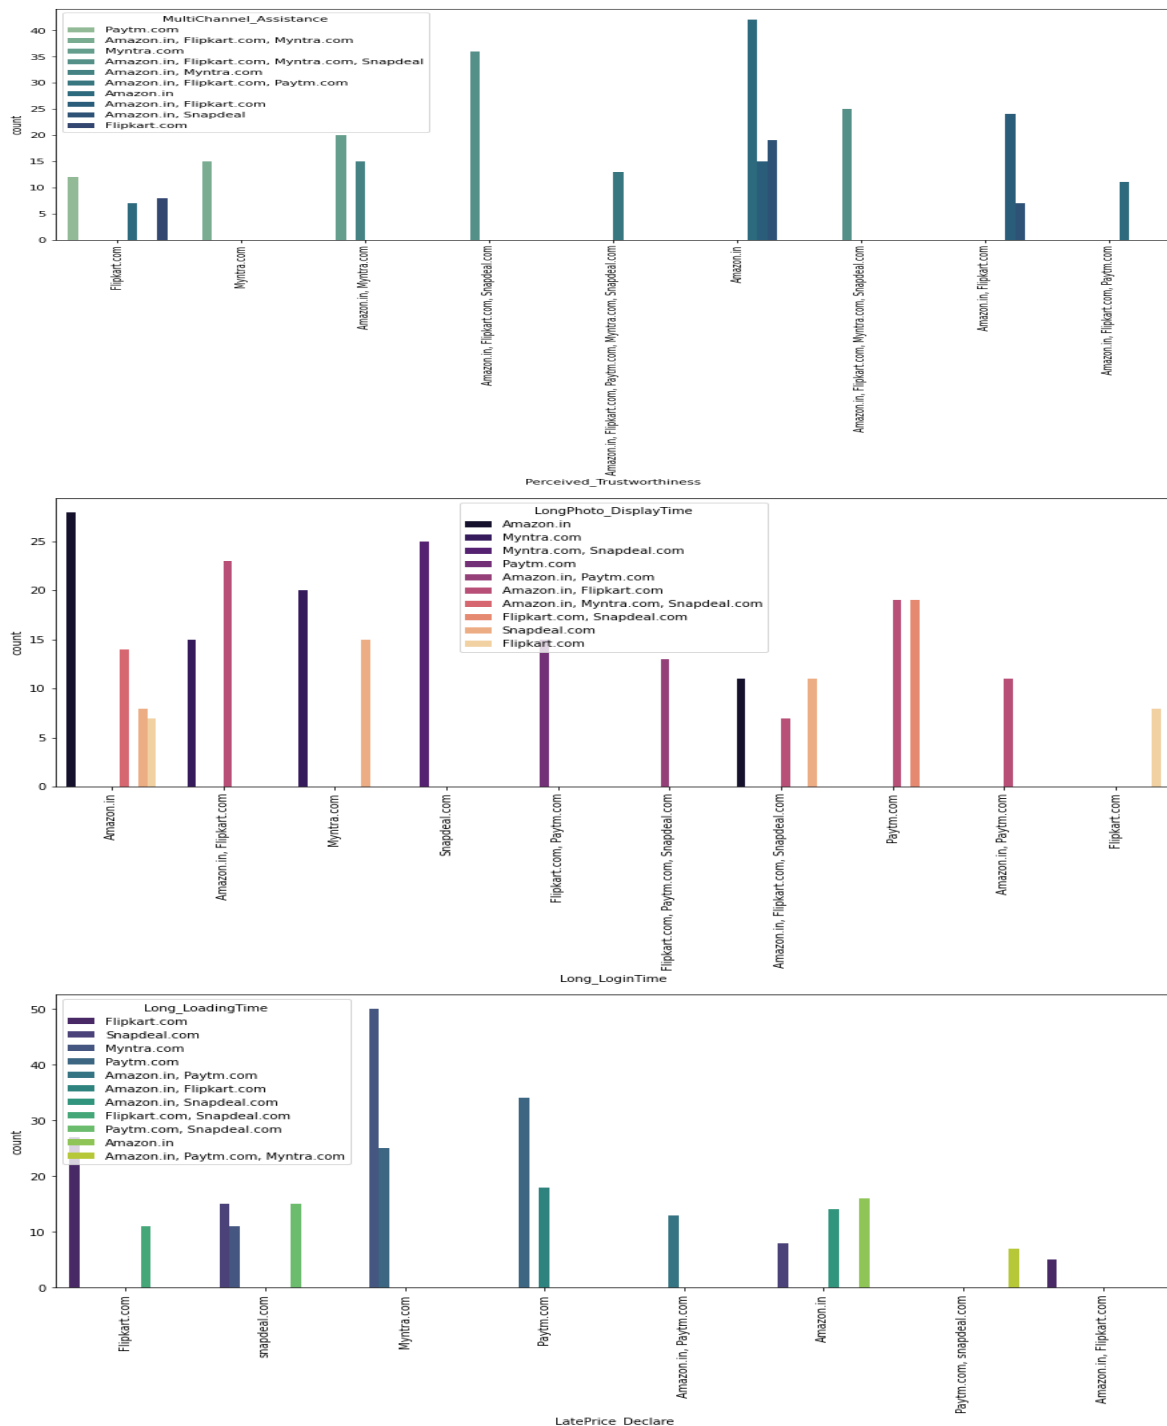 MultiChannel_Assistance
Paytm.com
Amazon.in, Flipkart.com, Myntra.com
Myntra.com
Amazon.in, Flipkart.com, Myntra.com, Snapdeal
Amazon.in, Myntra.com
Amazon.in, Flipkart.com, Paytm.com
Amazon.in
Amazon.in, Flipkart.com
Amazon.in, Snapdeal
Flipkart.com
40
35
30
25
20
15
10
5
0
count
Flipkart.com
Myntra.com
Amazon.in, Myntra.com
Amazon.in, Flipkart.com, Snapdeal.com
Amazon.in, Flipkart.com, Paytm.com, Myntra.com, Snapdeal.com
Amazon.in
Amazon.in, Flipkart.com, Myntra.com, Snapdeal.com
Amazon.in, Flipkart.com
Amazon.in, Flipkart.com, Paytm.com
Perceived_Trustworthiness
LongPhoto_DisplayTime
Amazon.in
Myntra.com
Myntra.com, Snapdeal.com
Paytm.com
Amazon.in, Paytm.com
Amazon.in, Flipkart.com
Amazon.in, Myntra.com, Snapdeal.com
Flipkart.com, Snapdeal.com
Snapdeal.com
Flipkart.com
25
20
15
10
5
0
count
Amazon.in
Amazon.in, Flipkart.com
Myntra.com
Snapdeal.com
Flipkart.com, Paytm.com
Flipkart.com, Paytm.com, Snapdeal.com
Amazon.in, Flipkart.com, Snapdeal.com
Paytm.com
Amazon.in, Paytm.com
Flipkart.com
Long_LoginTime
Long_LoadingTime
Flipkart.com
Snapdeal.com
Myntra.com
Paytm.com
Amazon.in, Paytm.com
Amazon.in, Flipkart.com
Amazon.in, Snapdeal.com
Flipkart.com, Snapdeal.com
Paytm.com, Snapdeal.com
Amazon.in
Amazon.in, Paytm.com, Myntra.com
50
40
30
20
10
0
count
Flipkart.com
snapdeal.com
Myntra.com
Paytm.com
Amazon.in, Paytm.com
Amazon.in
Paytm.com, snapdeal.com
Amazon.in, Flipkart.com
LatePrice_Declare